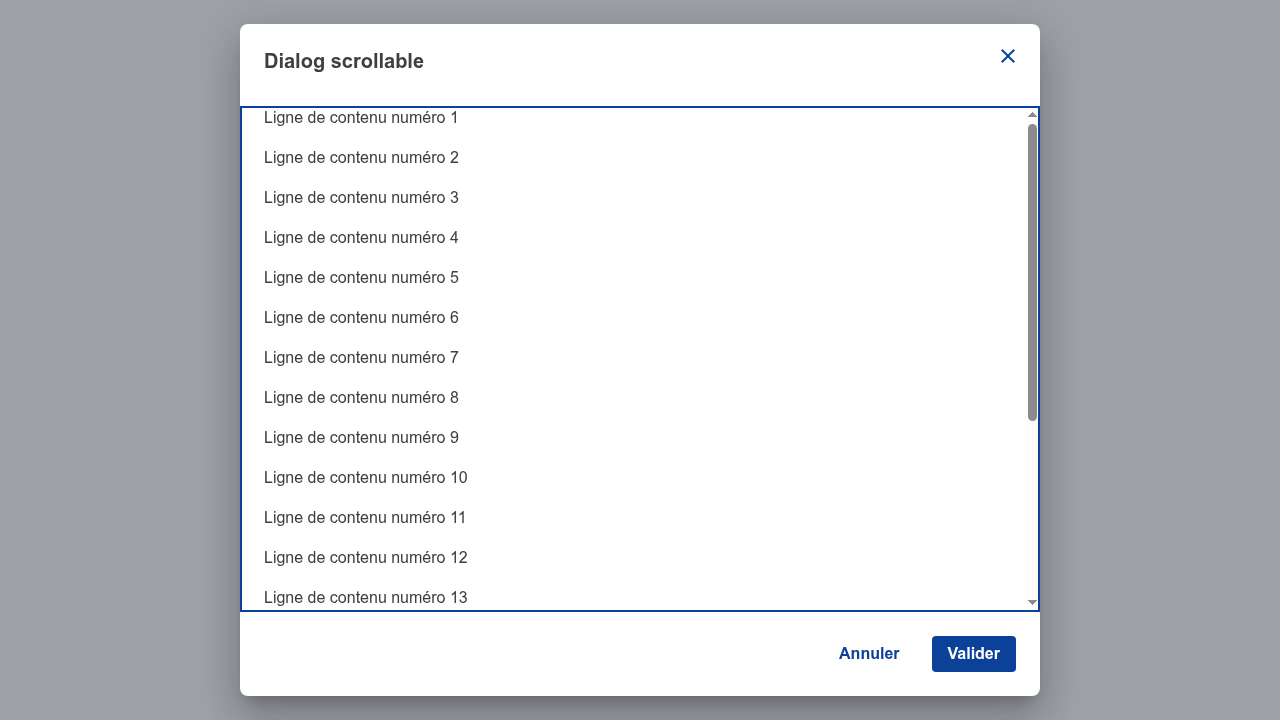 Dialog scrollable
Ligne de contenu numéro 1
Ligne de contenu numéro 2
Ligne de contenu numéro 3
Ligne de contenu numéro 4
Ligne de contenu numéro 5
Ligne de contenu numéro 6
Ligne de contenu numéro 7
Ligne de contenu numéro 8
Ligne de contenu numéro 9
Ligne de contenu numéro 10
Ligne de contenu numéro 11
Ligne de contenu numéro 12
Ligne de contenu numéro 13
Annuler
Valider